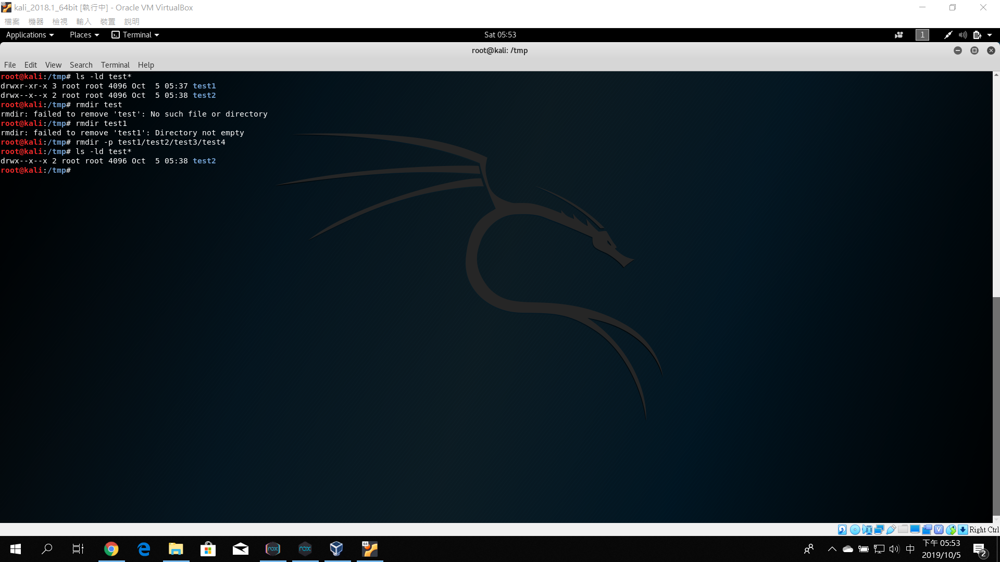 kali_2018.1_64bit [執行中] - Oracle VM VirtualBox
檔案 機器 檢視 輸入 裝置 說明
Applications Places Terminal Sat 05:53 1
root@kali: /tmp
File Edit View Search Terminal Help
root@kali:/tmp# ls -ld test*
drwxr-xr-x 3 root root 4096 Oct  5 05:37 test1
drwx--x--x 2 root root 4096 Oct  5 05:38 test2
root@kali:/tmp# rmdir test
rmdir: failed to remove 'test': No such file or directory
root@kali:/tmp# rmdir test1
rmdir: failed to remove 'test1': Directory not empty
root@kali:/tmp# rmdir -p test1/test2/test3/test4
root@kali:/tmp# ls -ld test*
drwx--x--x 2 root root 4096 Oct  5 05:38 test2
root@kali:/tmp#
Right Ctrl
nox nox 64 中 下午 05:53
2019/10/5 2